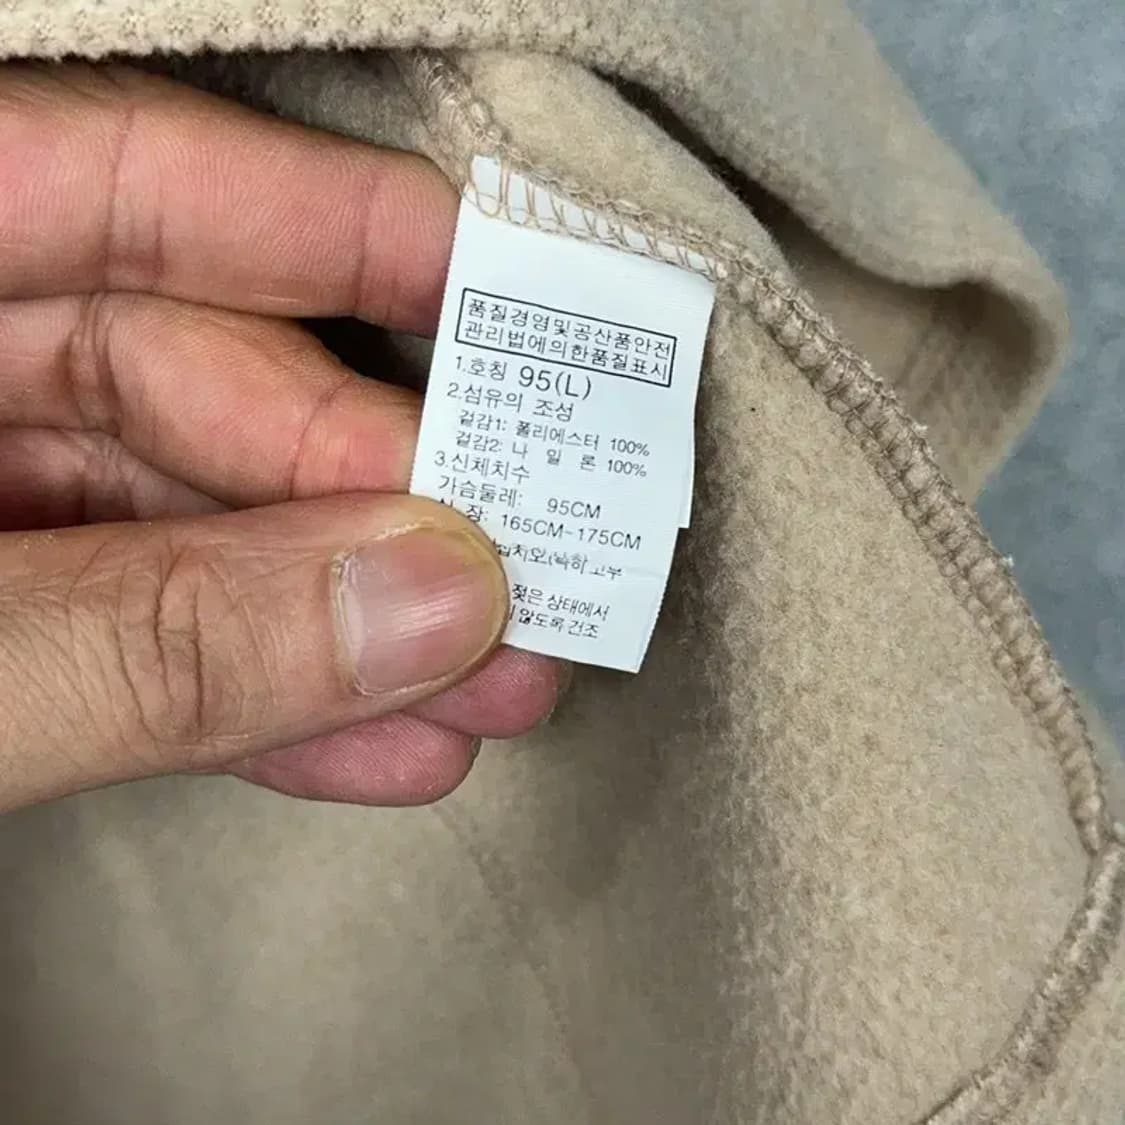 품질경영및공산품안전
관리법에의한품질표시
1.호칭 95(L)
2.섬유의 조성
겉감1: 폴리에스터 100%
겉감2: 나 일 론 100%
3.신체치수
가슴둘레: 95CM
장: 165CM~175CM
젖은 상태에서
않도록 건조